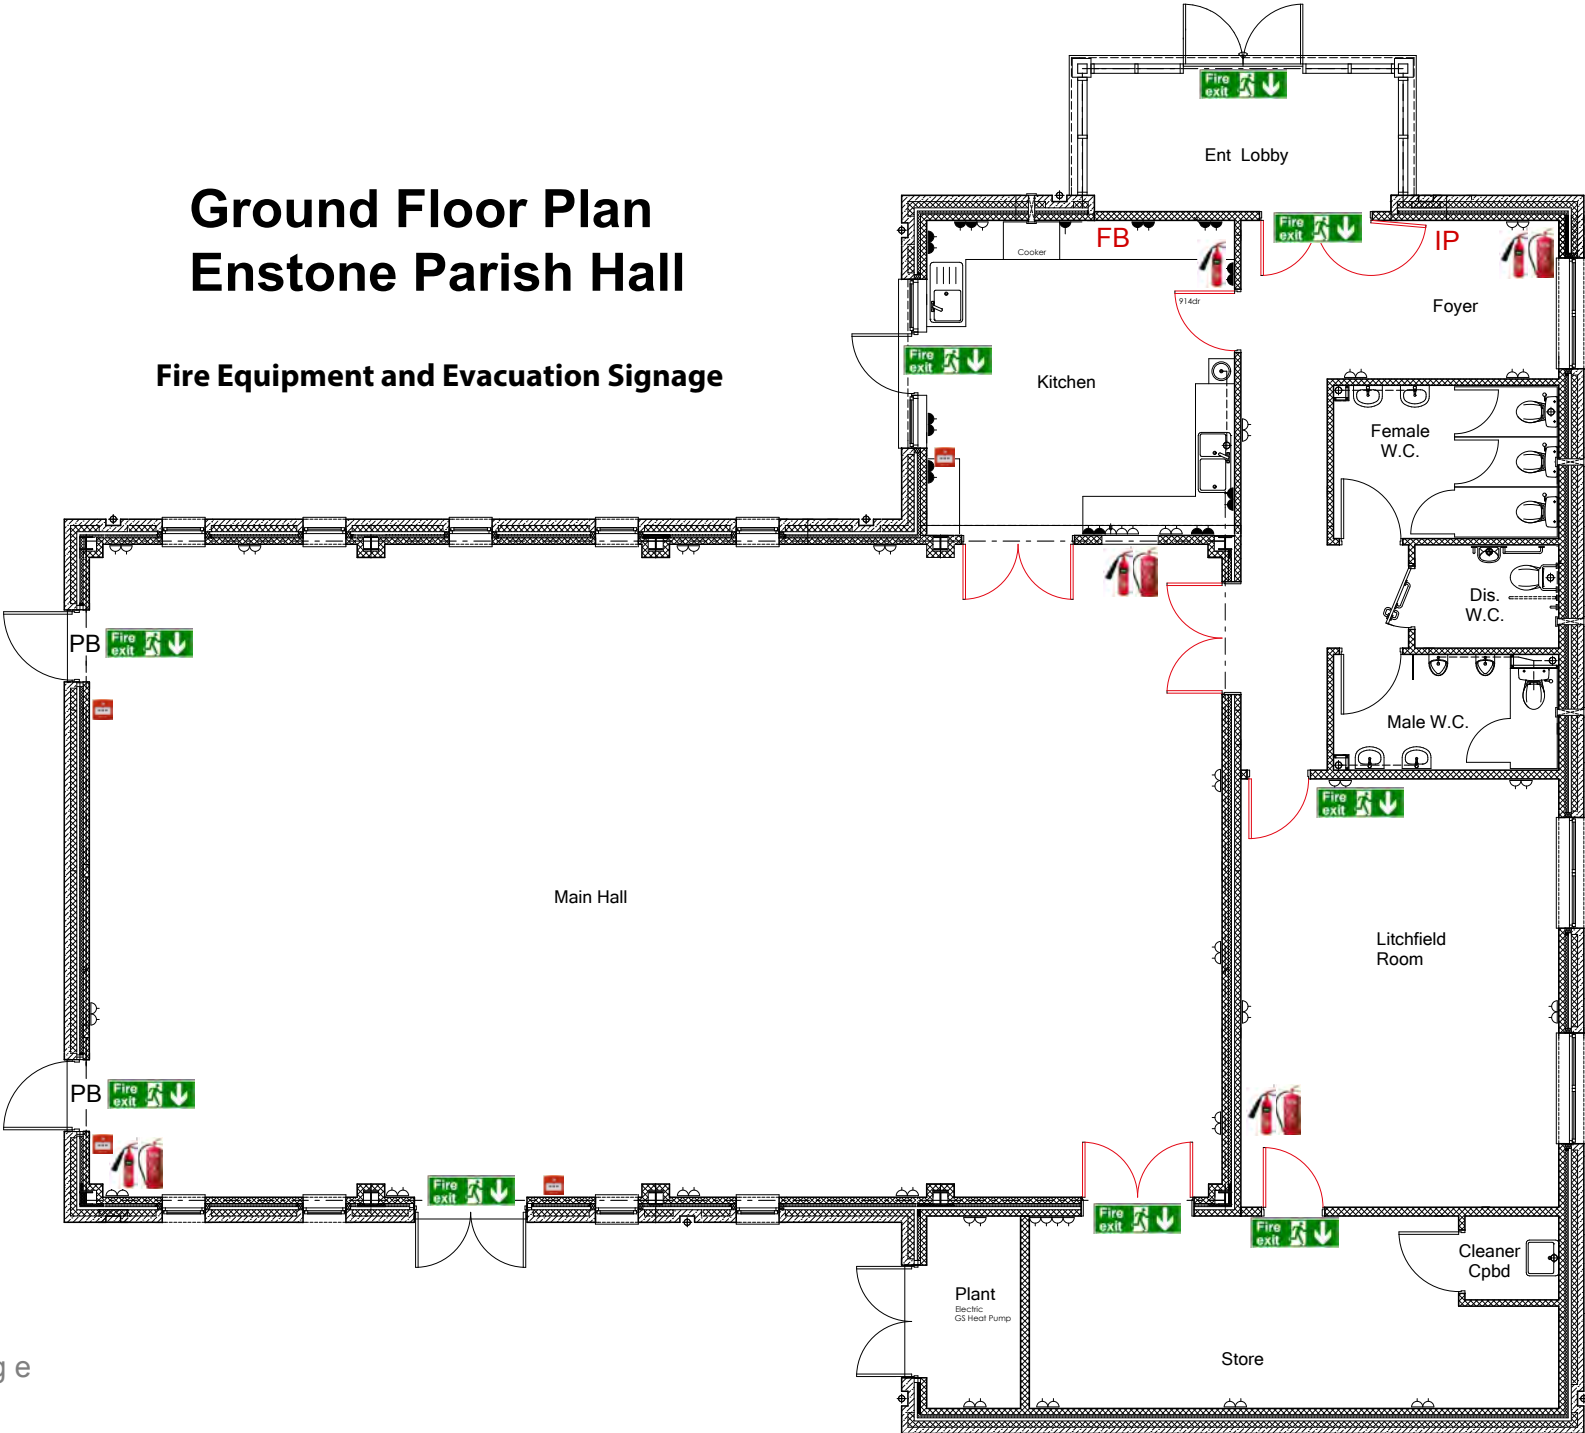 Fire
exit
Ent Lobby
Ground Floor Plan
Enstone Parish Hall
Fire Equipment and Evacuation Signage
Cooker
FB
Fire
exit
IP
914dr
Foyer
Fire
exit
Kitchen
Female
W.C.
Dis.
W.C.
PB
Fire
exit
Male W.C.
Fire
exit
Main Hall
Litchfield
Room
PB
Fire
exit
Fire
exit
Fire
exit
Fire
exit
Cleaner
Cpbd
Plant
Electric
GS Heat Pump
Store
g e